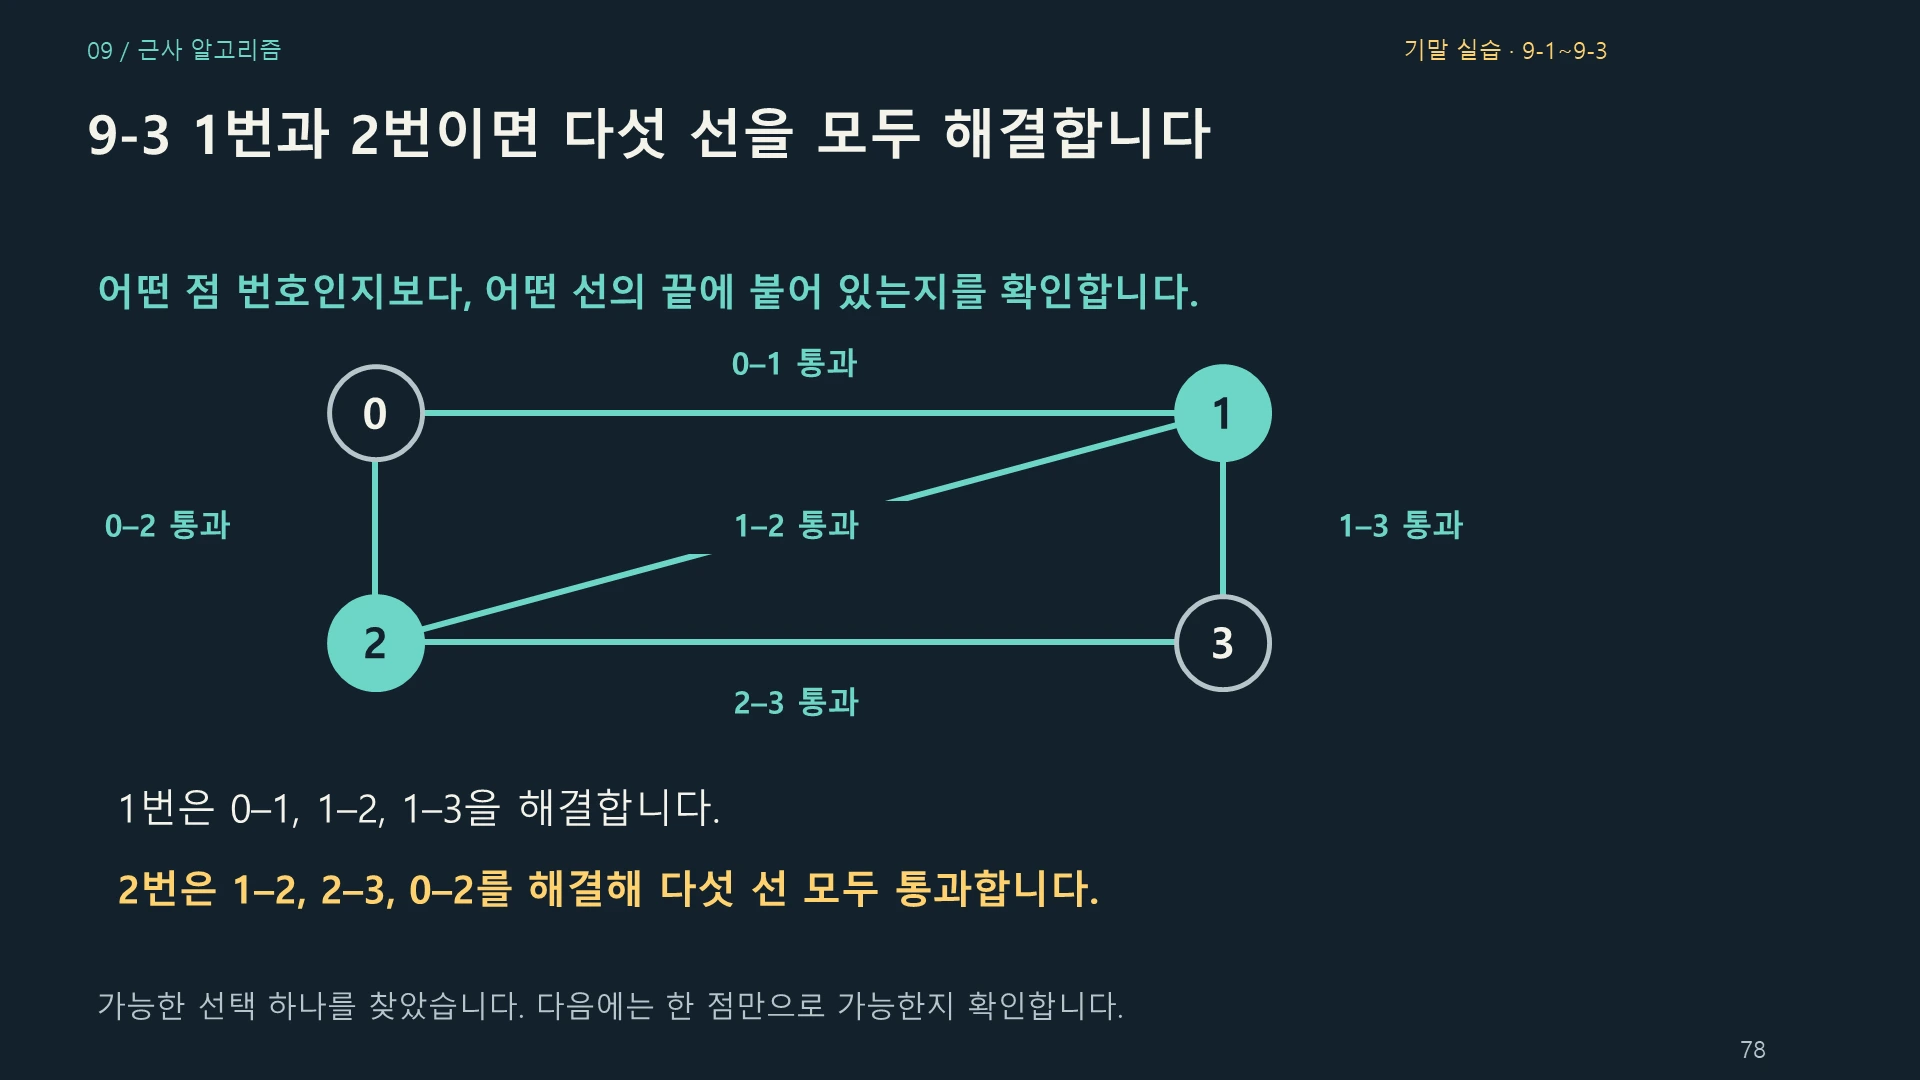 09 / 근사 알고리즘
기말 실습 · 9-1~9-3
9-3 1번과 2번이면 다섯 선을 모두 해결합니다
어떤 점 번호인지보다, 어떤 선의 끝에 붙어 있는지를 확인합니다.
0–1 통과
0
1
0–2 통과
1–2 통과
1–3 통과
2
3
2–3 통과
1번은 0–1, 1–2, 1–3을 해결합니다.
2번은 1–2, 2–3, 0–2를 해결해 다섯 선 모두 통과합니다.
가능한 선택 하나를 찾았습니다. 다음에는 한 점만으로 가능한지 확인합니다.
78